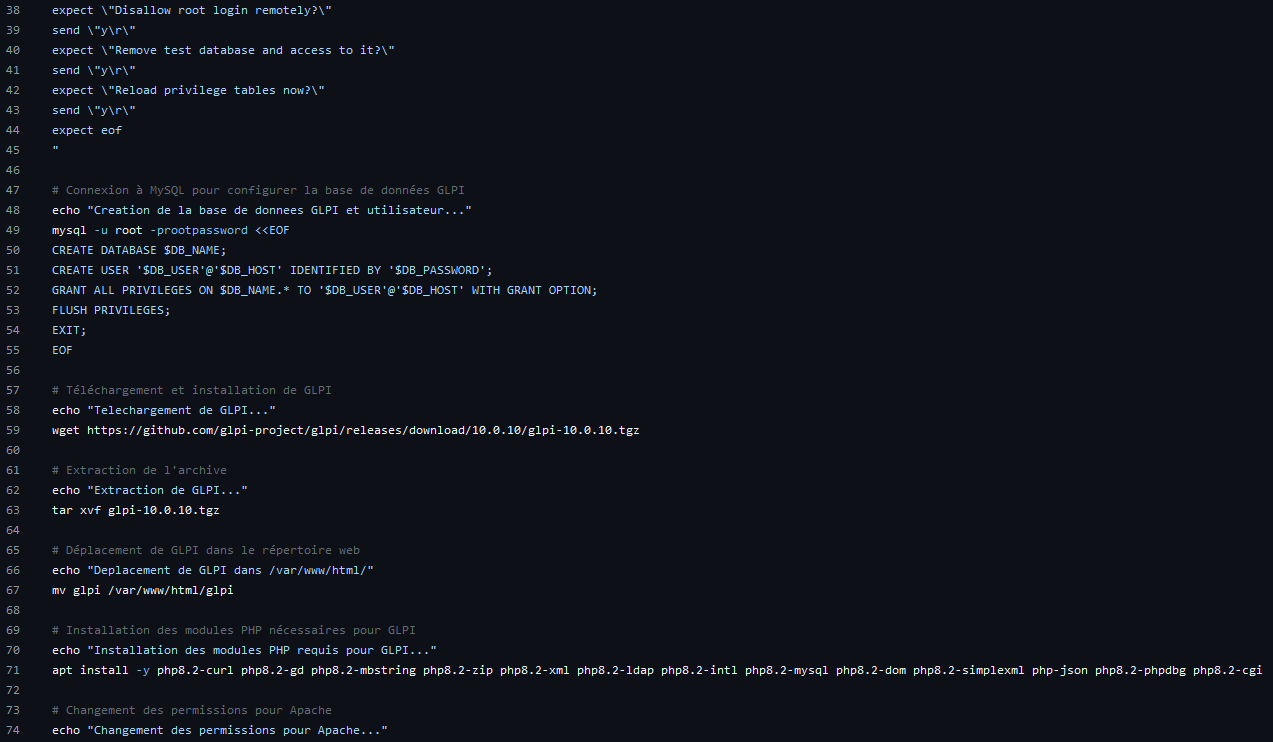 38 expect \"Disallow root login remotely?\"
39 send \"y\r\"
40 expect \"Remove test database and access to it?\"
41 send \"y\r\"
42 expect \"Reload privilege tables now?\"
43 send \"y\r\"
44 expect eof
45 "
46
47 # Connexion à MySQL pour configurer la base de données GLPI
48 echo "Creation de la base de donnees GLPI et utilisateur..."
49 mysql -u root -prootpassword <<EOF
50 CREATE DATABASE $DB_NAME;
51 CREATE USER '$DB_USER'@'$DB_HOST' IDENTIFIED BY '$DB_PASSWORD';
52 GRANT ALL PRIVILEGES ON $DB_NAME.* TO '$DB_USER'@'$DB_HOST' WITH GRANT OPTION;
53 FLUSH PRIVILEGES;
54 EXIT;
55 EOF
56
57 # Téléchargement et installation de GLPI
58 echo "Telechargement de GLPI..."
59 wget https://github.com/glpi-project/glpi/releases/download/10.0.10/glpi-10.0.10.tgz
60
61 # Extraction de l'archive
62 echo "Extraction de GLPI..."
63 tar xvf glpi-10.0.10.tgz
64
65 # Déplacement de GLPI dans le répertoire web
66 echo "Deplacement de GLPI dans /var/www/html/"
67 mv glpi /var/www/html/glpi
68
69 # Installation des modules PHP nécessaires pour GLPI
70 echo "Installation des modules PHP requis pour GLPI..."
71 apt install -y php8.2-curl php8.2-gd php8.2-mbstring php8.2-zip php8.2-xml php8.2-ldap php8.2-intl php8.2-mysql php8.2-dom php8.2-simplexml php-json php8.2-phpdbg php8.2-cgi
72
73 # Changement des permissions pour Apache
74 echo "Changement des permissions pour Apache..."